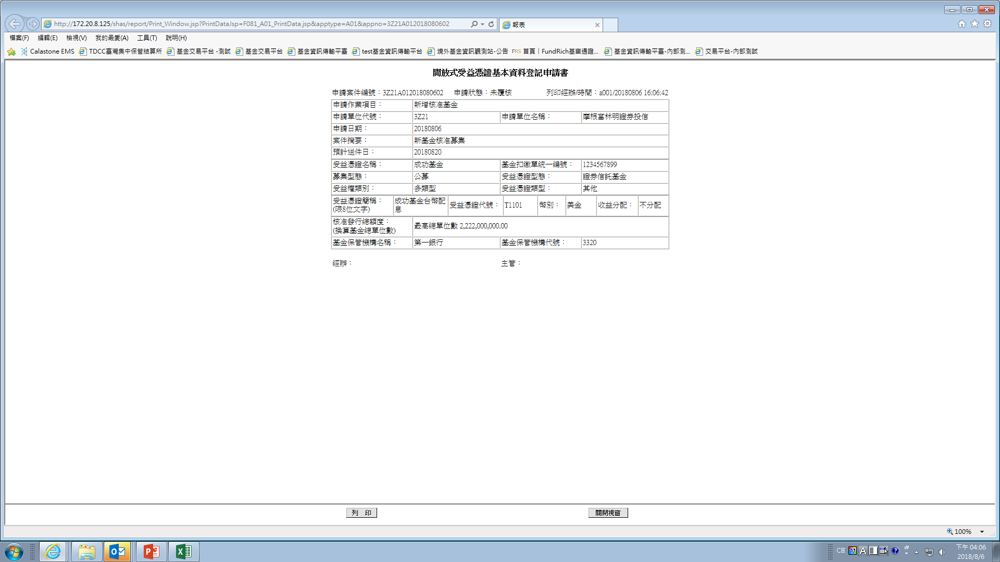 http://172.20.8.125/shas/report/Print_Window.jsp?PrintDataJsp=F081_A01_PrintData.jsp&apptype=A01&appno=3Z21A012018080602
報表
檔案(F) 編輯(E) 檢視(V) 我的最愛(A) 工具(T) 說明(H)
Calastone EMS TDCC臺灣集中保管結算所 基金交易平台 -測試 基金交易平台 基金資訊傳輸平臺 test基金資訊傳輸平台 境外基金資訊觀測站-公告 首頁 | FundRich基富通證... 基金資訊傳輸平臺-內部測... 交易平台-內部測試
開放式受益憑證基本資料登記申請書
申請案件編號：3Z21A012018080602 申請狀態：未覆核 列印經辦/時間：a001/20180806 16:06:42
申請作業項目： 新增核准基金
申請單位代號： 3Z21 申請單位名稱： 摩根富林明證券投信
申請日期： 20180806
案件摘要： 新基金核准募集
預計送件日： 20180820
受益憑證名稱： 成功基金 基金扣繳單統一編號： 1234567899
募集型態： 公募 受益憑證型態： 證券信託基金
受益權類別： 多類型 受益憑證類型： 其他
受益憑證簡稱： 成功基金台幣配 受益憑證代號： T1101 幣別： 美金 收益分配： 不分配
(限8位文字) 息
核准發行總額度： 最高總單位數 2,222,000,000.00
(換算基金總單位數)
基金保管機構名稱： 第一銀行 基金保管機構代號： 3320
經辦： 主管：
列 印 關閉視窗
100%
CH
下午 04:06
2018/8/6